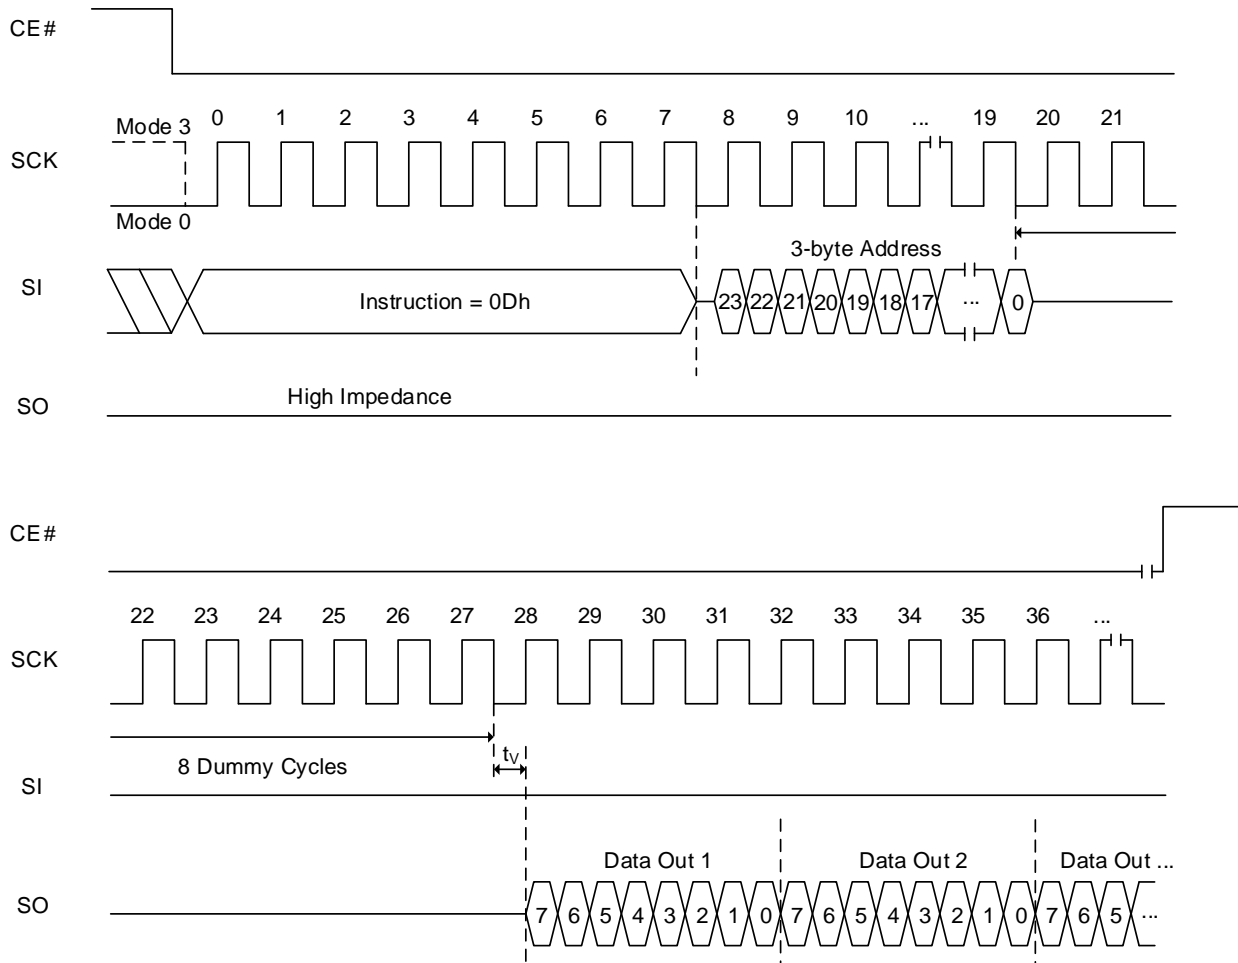 CE#
0 1 2 3 4 5 6 7 8 9 10 ... 19 20 21
Mode 3
SCK
Mode 0
3-byte Address
SI
Instruction = 0Dh
23 22 21 20 19 18 17 ... 0
High Impedance
SO
CE#
22 23 24 25 26 27 28 29 30 31 32 33 34 35 36 ...
SCK
tV
8 Dummy Cycles
SI
Data Out 1 Data Out 2 Data Out ...
SO
7 6 5 4 3 2 1 0 7 6 5 4 3 2 1 0 7 6 5 ...